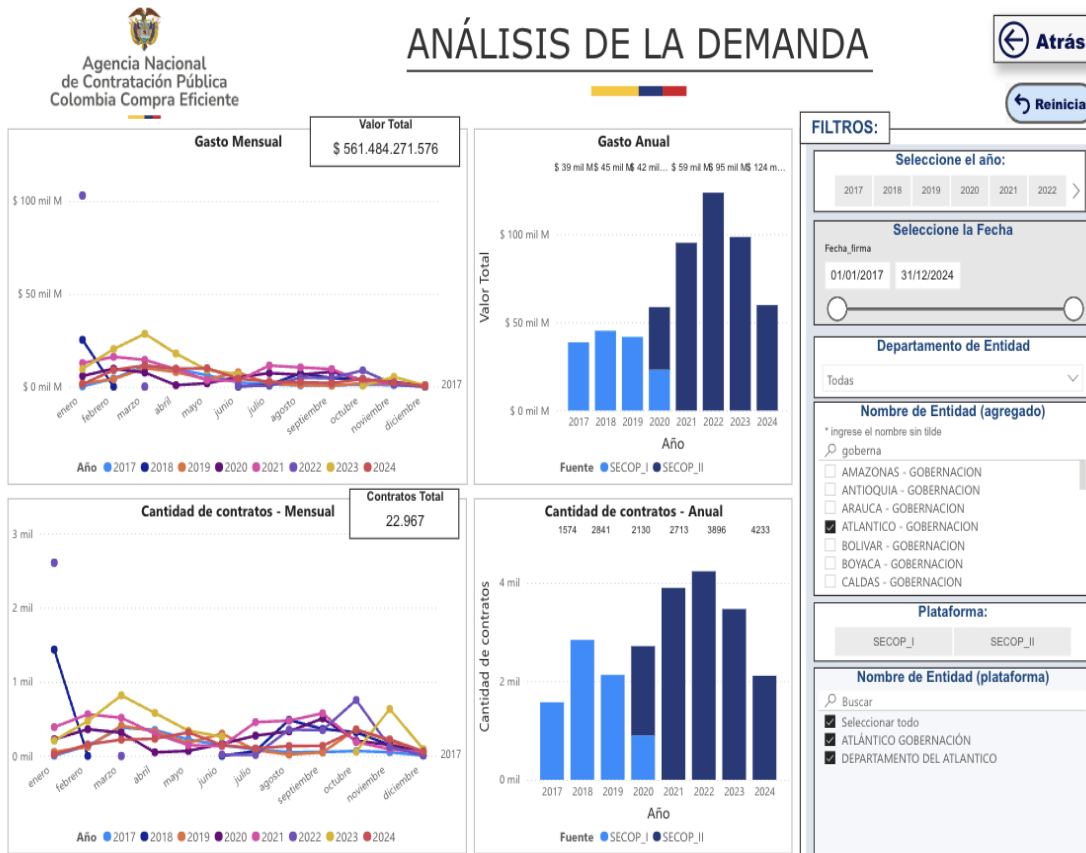 Agencia Nacional
de Contratación Pública
Colombia Compra Eficiente
ANÁLISIS DE LA DEMANDA
Atrás
Reinicia
Gasto Mensual
Valor Total
$ 561.484.271.576
$ 100 mil M
$ 50 mil M
$ 0 mil M
2017
enero
febrero
marzo
abril
mayo
junio
julio
agosto
septiembre
octubre
noviembre
diciembre
Año 2017 2018 2019 2020 2021 2022 2023 2024
Gasto Anual
$ 39 mil M $ 45 mil M $ 42 mil... $ 59 mil M $ 95 mil M $ 124 m...
Valor Total
$ 100 mil M
$ 50 mil M
$ 0 mil M
2017 2018 2019 2020 2021 2022 2023 2024
Año
Fuente SECOP_I SECOP_II
Cantidad de contratos - Mensual
Contratos Total
22.967
3 mil
2 mil
1 mil
0 mil
2017
enero
febrero
marzo
abril
mayo
junio
julio
agosto
septiembre
octubre
noviembre
diciembre
Año 2017 2018 2019 2020 2021 2022 2023 2024
Cantidad de contratos - Anual
1574 2841 2130 2713 3896 4233
Cantidad de contratos
4 mil
2 mil
0 mil
2017 2018 2019 2020 2021 2022 2023 2024
Año
Fuente SECOP_I SECOP_II
FILTROS:
Seleccione el año:
2017 2018 2019 2020 2021 2022
Seleccione la Fecha
Fecha_firma
01/01/2017 31/12/2024
Departamento de Entidad
Todas
Nombre de Entidad (agregado)
* ingrese el nombre sin tilde
goberna
AMAZONAS - GOBERNACION
ANTIOQUIA - GOBERNACION
ARAUCA - GOBERNACION
ATLANTICO - GOBERNACION
BOLIVAR - GOBERNACION
BOYACA - GOBERNACION
CALDAS - GOBERNACION
Plataforma:
SECOP_I SECOP_II
Nombre de Entidad (plataforma)
Buscar
Seleccionar todo
ATLÁNTICO GOBERNACIÓN
DEPARTAMENTO DEL ATLANTICO